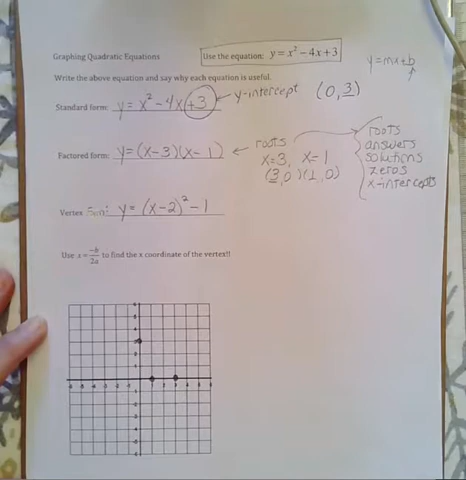 Graphing Quadratic Equations
Use the equation: y = x² − 4x + 3
y = mx + b
Write the above equation and say why each equation is useful.
Standard form: y = x² − 4x + 3 ← y-intercept (0, 3)
Factored form: y = (x − 3)(x − 1) ← roots
x = 3, x = 1
(3, 0) (1, 0)
roots
answers
solutions
zeros
x-intercepts
Vertex form: y = (x − 2)² − 1
Use x = −b/2a to find the x coordinate of the vertex!!